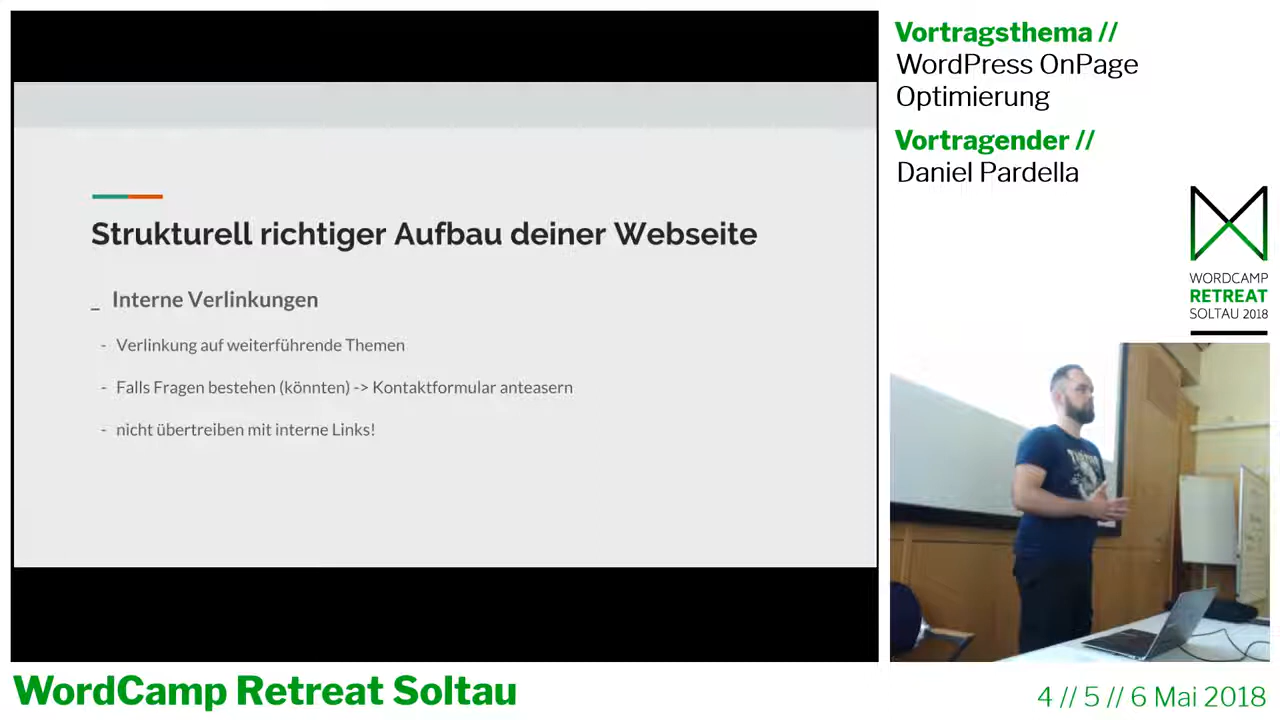 Strukturell richtiger Aufbau deiner Webseite
_ Interne Verlinkungen
- Verlinkung auf weiterführende Themen
- Falls Fragen bestehen (könnten) -> Kontaktformular anteasern
- nicht übertreiben mit interne Links!
Vortragsthema //
WordPress OnPage
Optimierung
Vortragender //
Daniel Pardella
WORDCAMP
RETREAT
SOLTAU 2018
WordCamp Retreat Soltau
4 // 5 // 6 Mai 2018